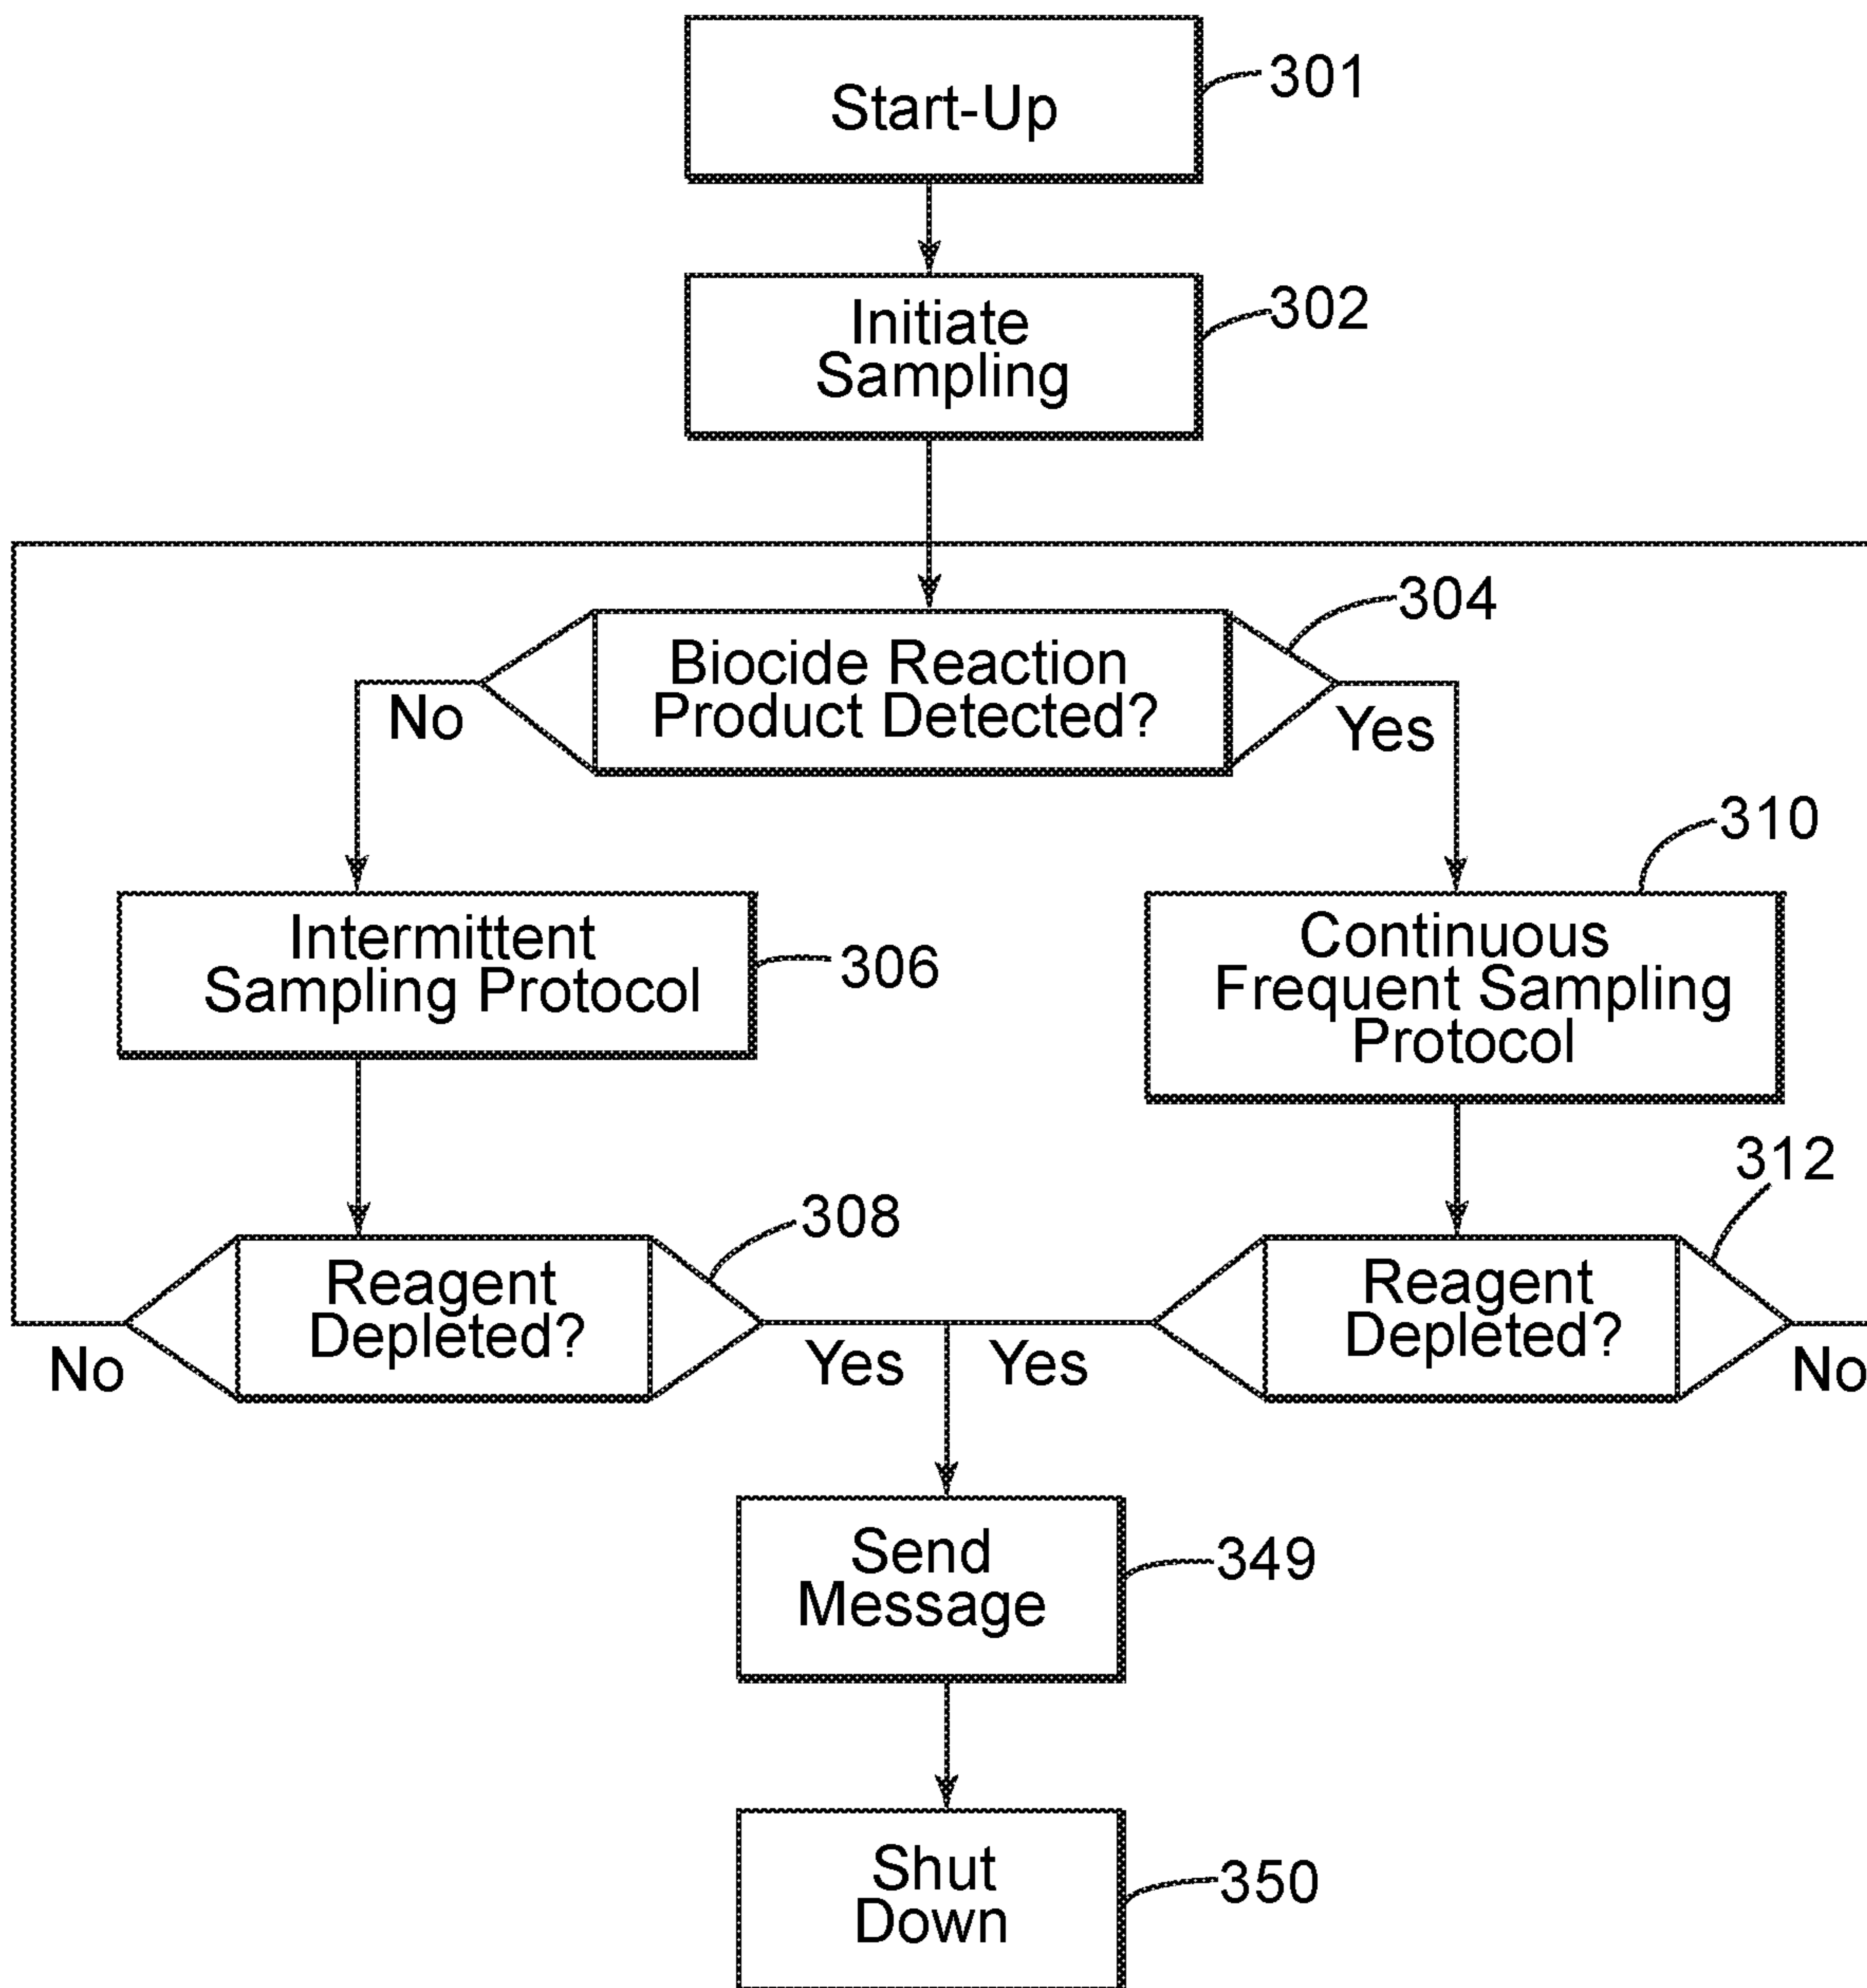 Start-Up
301
Initiate
Sampling
302
Biocide Reaction
Product Detected?
304
No
Yes
Intermittent
Sampling Protocol
306
Continuous
Frequent Sampling
Protocol
310
Reagent
Depleted?
308
No
Yes
Reagent
Depleted?
312
Yes
No
Send
Message
349
Shut
Down
350